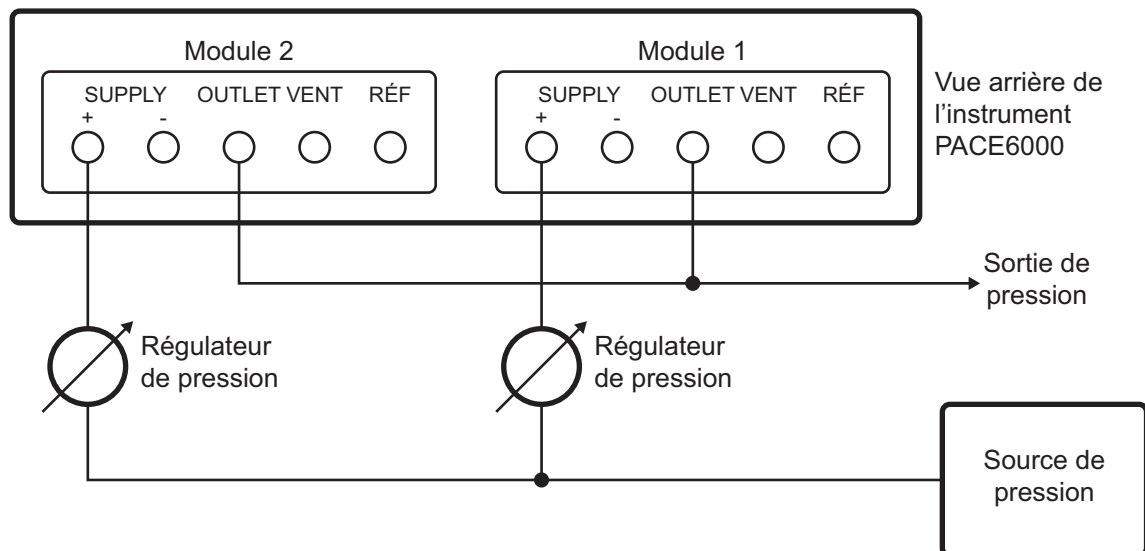 Module 2
SUPPLY OUTLET VENT RÉF
+ -
Module 1
SUPPLY OUTLET VENT RÉF
+ -
Vue arrière de
l'instrument
PACE6000
Sortie de
pression
Régulateur
de pression
Régulateur
de pression
Source de
pression